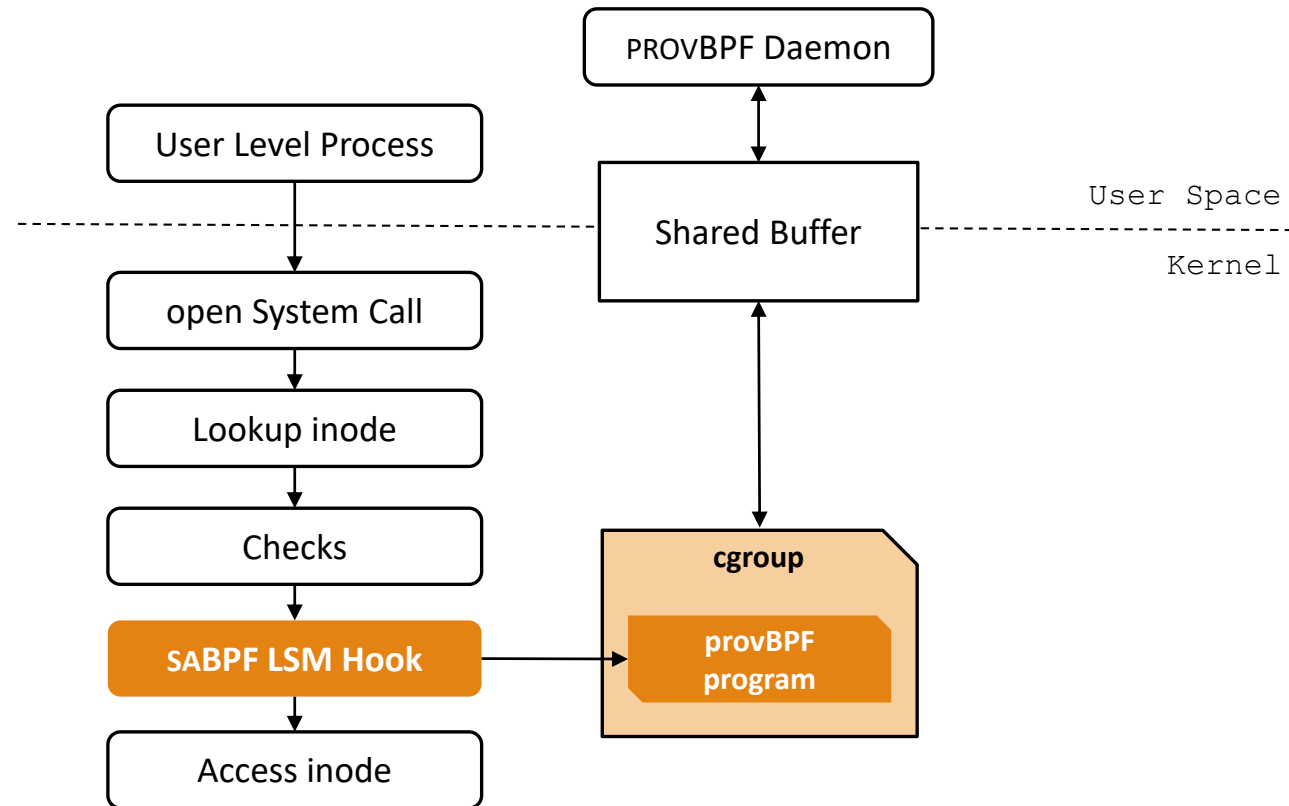 PROVBPF Daemon
User Level Process
User Space
Shared Buffer
Kernel
open System Call
Lookup inode
Checks
cgroup
SABPF LSM Hook
provBPF
program
Access inode